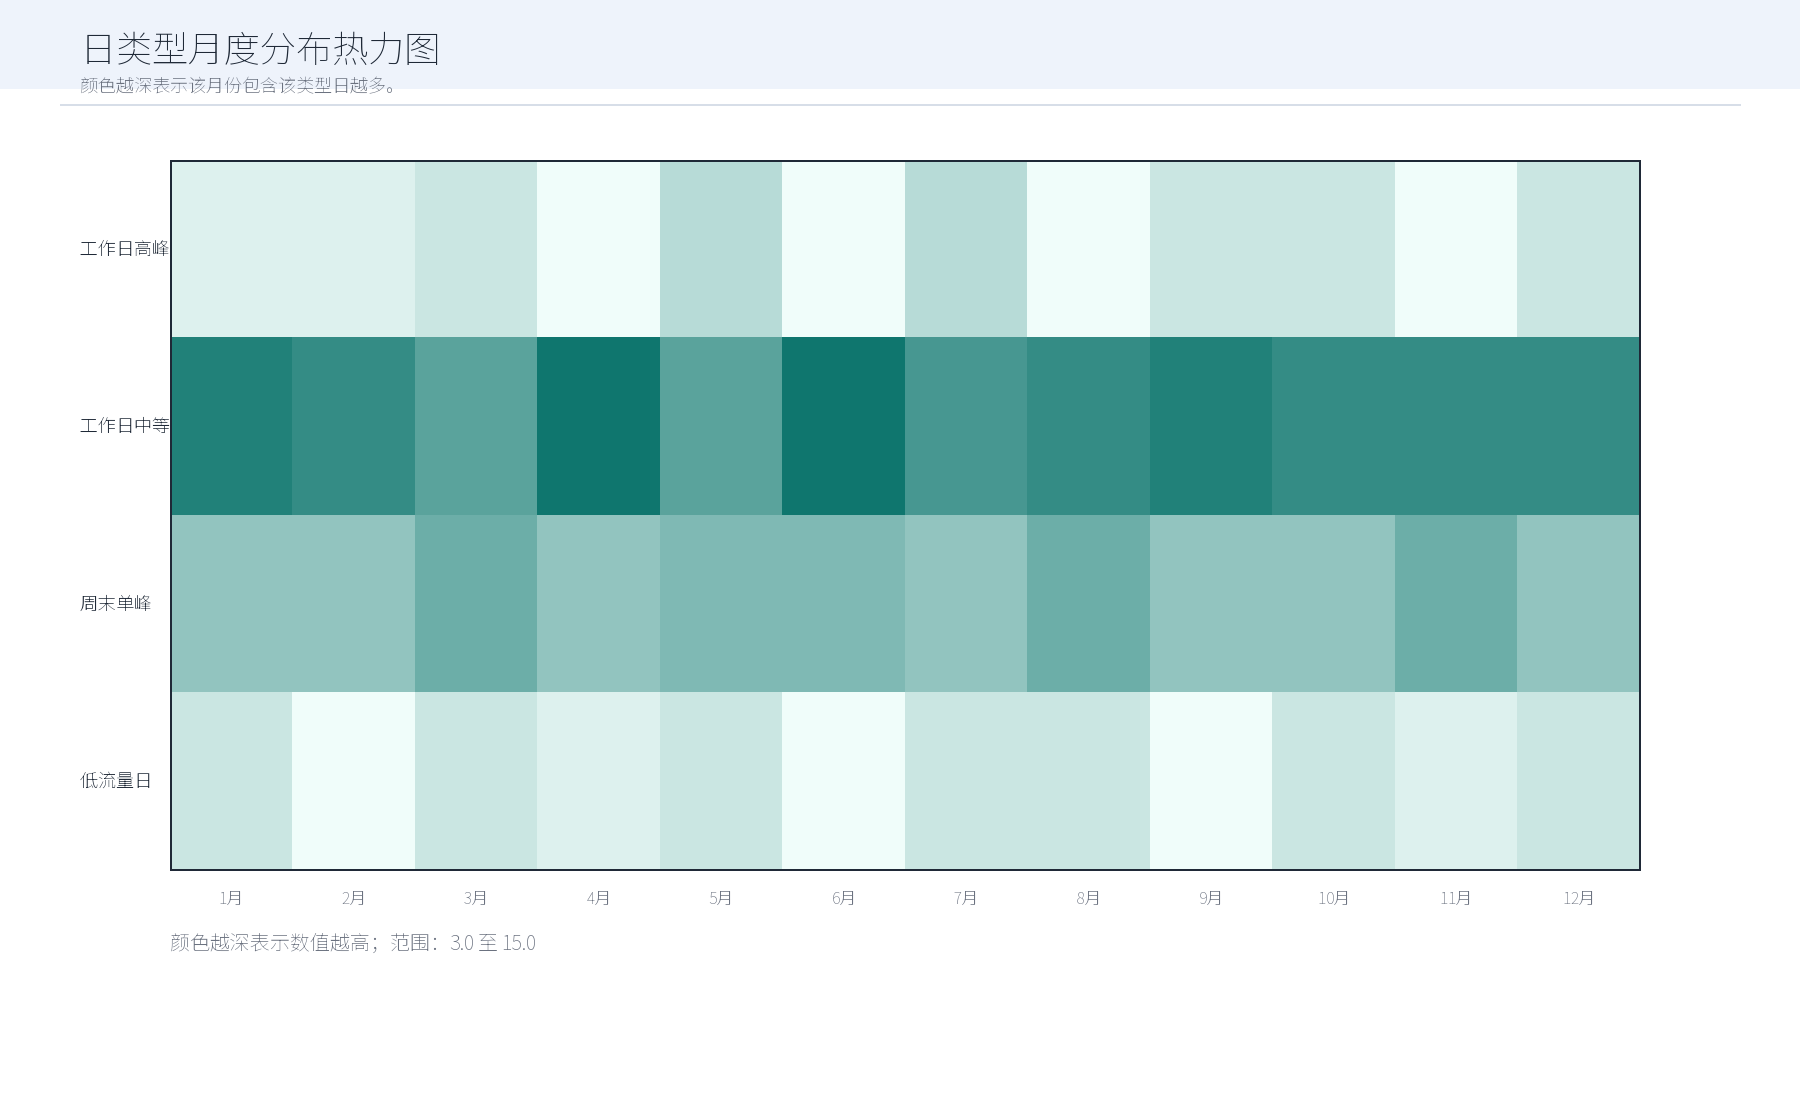 日类型月度分布热力图
颜色越深表示该月份包含该类型日越多。
工作日高峰
工作日中等
周末单峰
低流量日
1月 2月 3月 4月 5月 6月 7月 8月 9月 10月 11月 12月
颜色越深表示数值越高；范围：3.0 至 15.0